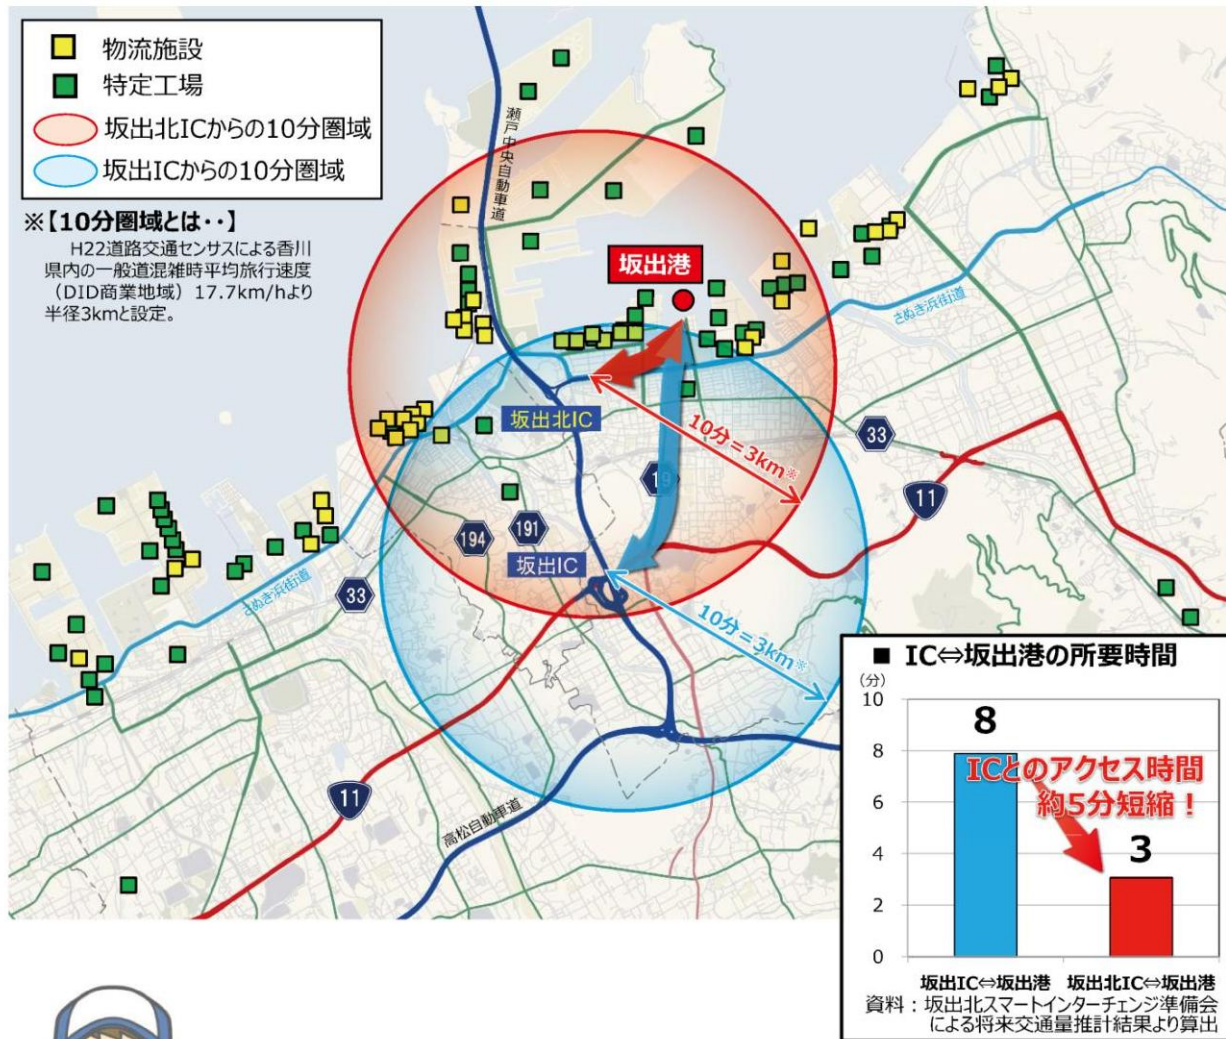 物流施設
特定工場
坂出北ICからの10分圏域
坂出ICからの10分圏域
※【10分圏域とは・・】
H22道路交通センサスによる香川
県内の一般道混雑時平均旅行速度
（DID商業地域）17.7km/hより
半径3kmと設定。
瀬戸中央自動車道
坂出港
さぬき浜街道
坂出北IC
10分＝3km※
33
19
11
194
191
坂出IC
さぬき浜街道
33
10分＝3km※
11
高松自動車道
■ IC⇔坂出港の所要時間
（分）
10
8
6
4
2
0
8
ICとのアクセス時間
約5分短縮！
3
坂出IC⇔坂出港
坂出北IC⇔坂出港
資料：坂出北スマートインターチェンジ準備会
による将来交通量推計結果より算出